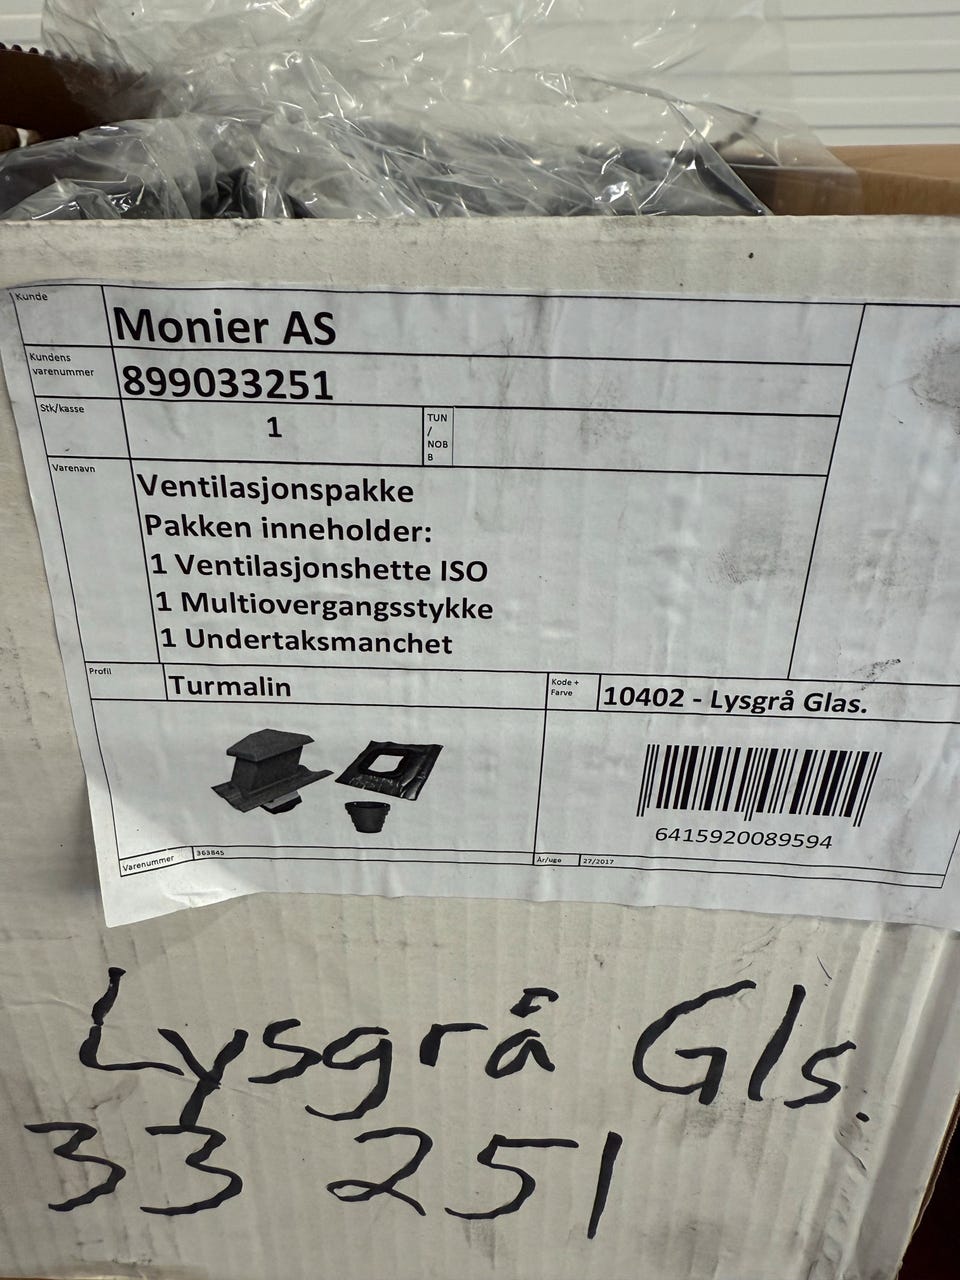 Kunde
Monier AS
Kundens
varenummer
899033251
Stk/kasse
1
TUN
/
NOB
B
Varenavn
Ventilasjonspakke
Pakken inneholder:
1 Ventilasjonshette ISO
1 Multiovergangsstykke
1 Undertaksmanchet
Profil
Turmalin
Kode +
Farve
10402 - Lysgrå Glas.
6415920089594
Varenummer
363845
År/uge
27/2017
Lysgrå Gls.
33 251